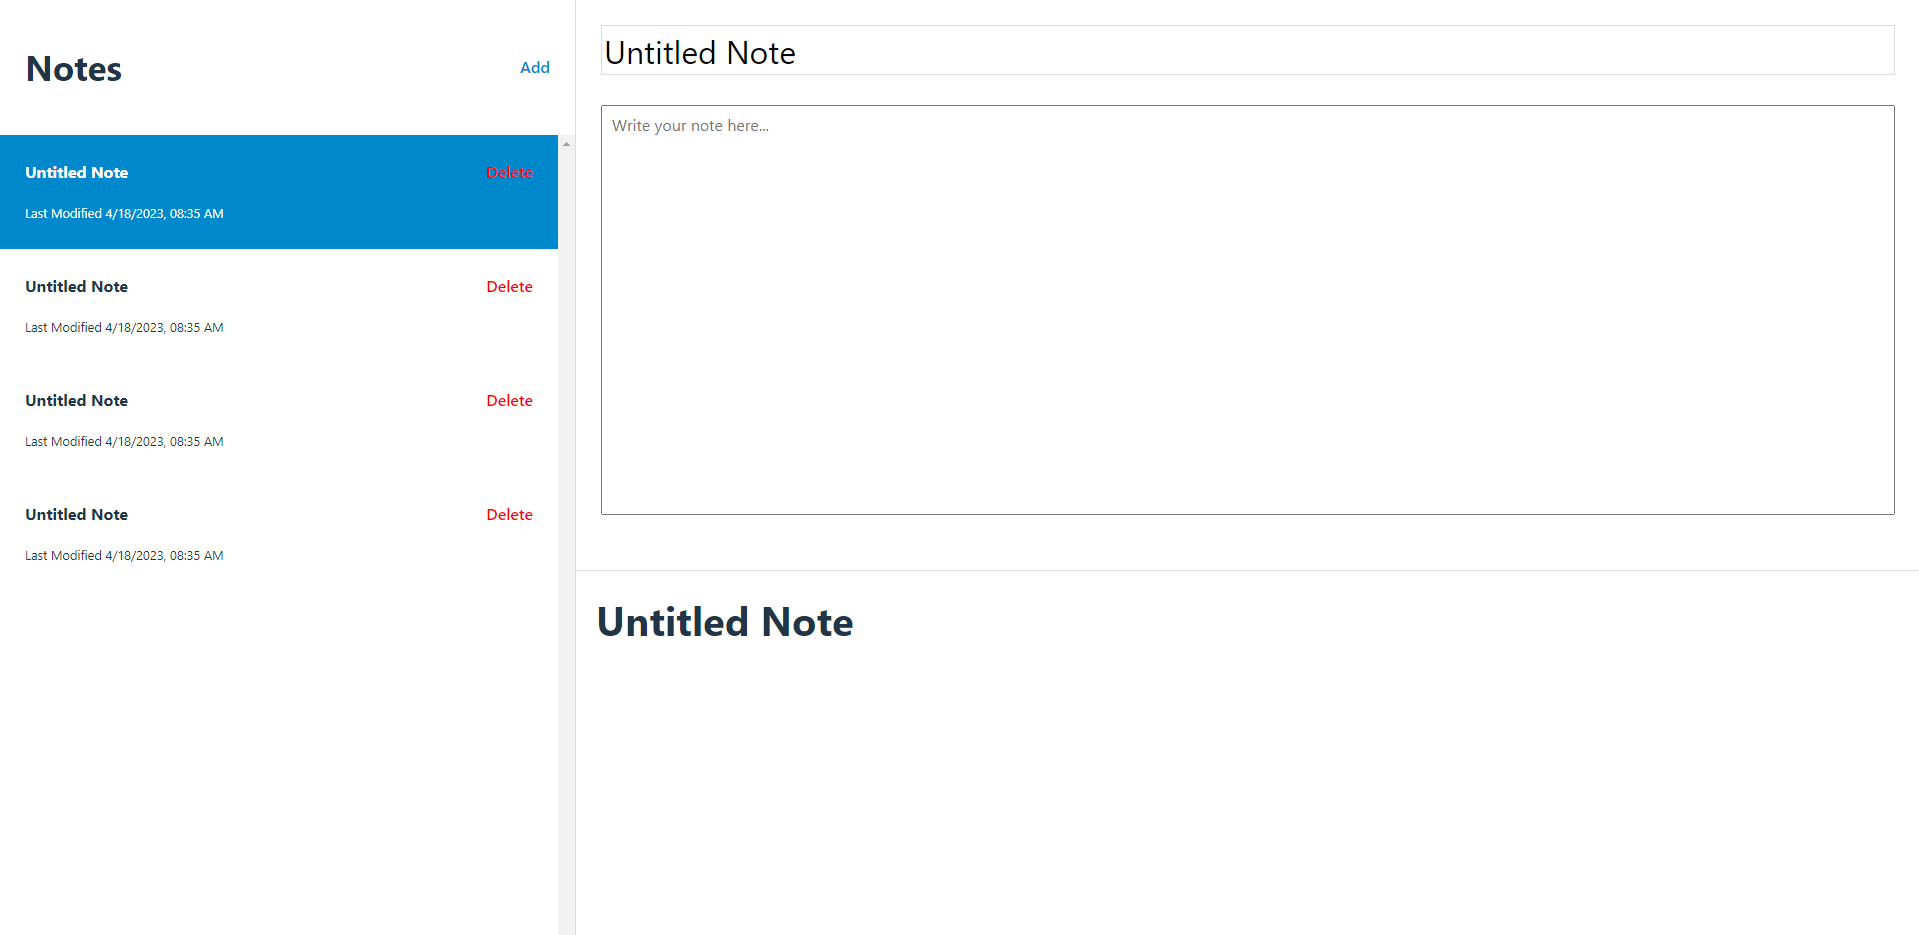 Notes
Add
Untitled Note
Delete
Last Modified 4/18/2023, 08:35 AM
Untitled Note
Delete
Last Modified 4/18/2023, 08:35 AM
Untitled Note
Delete
Last Modified 4/18/2023, 08:35 AM
Untitled Note
Delete
Last Modified 4/18/2023, 08:35 AM
Untitled Note
Write your note here...
Untitled Note